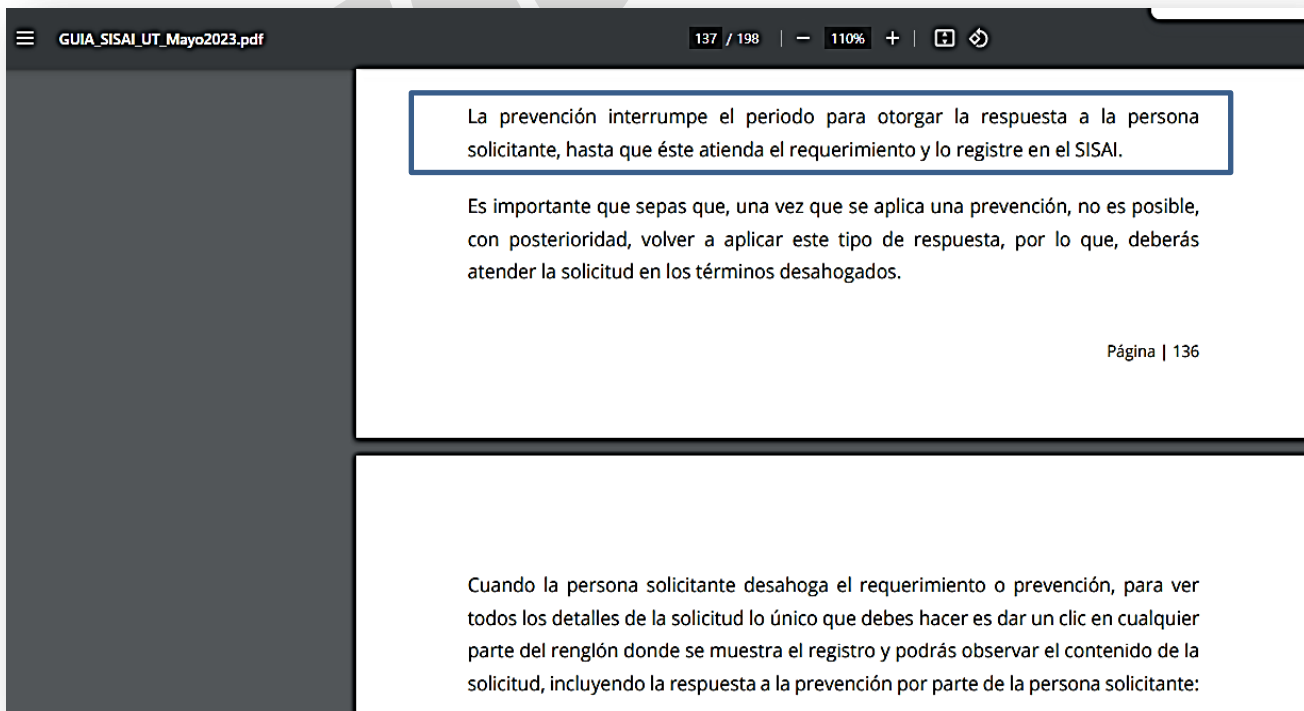 GUIA_SISAI_UT_Mayo2023.pdf
137 / 198 | − 110% + |
La prevención interrumpe el periodo para otorgar la respuesta a la persona
solicitante, hasta que éste atienda el requerimiento y lo registre en el SISAI.
Es importante que sepas que, una vez que se aplica una prevención, no es posible,
con posterioridad, volver a aplicar este tipo de respuesta, por lo que, deberás
atender la solicitud en los términos desahogados.
Página | 136
Cuando la persona solicitante desahoga el requerimiento o prevención, para ver
todos los detalles de la solicitud lo único que debes hacer es dar un clic en cualquier
parte del renglón donde se muestra el registro y podrás observar el contenido de la
solicitud, incluyendo la respuesta a la prevención por parte de la persona solicitante: